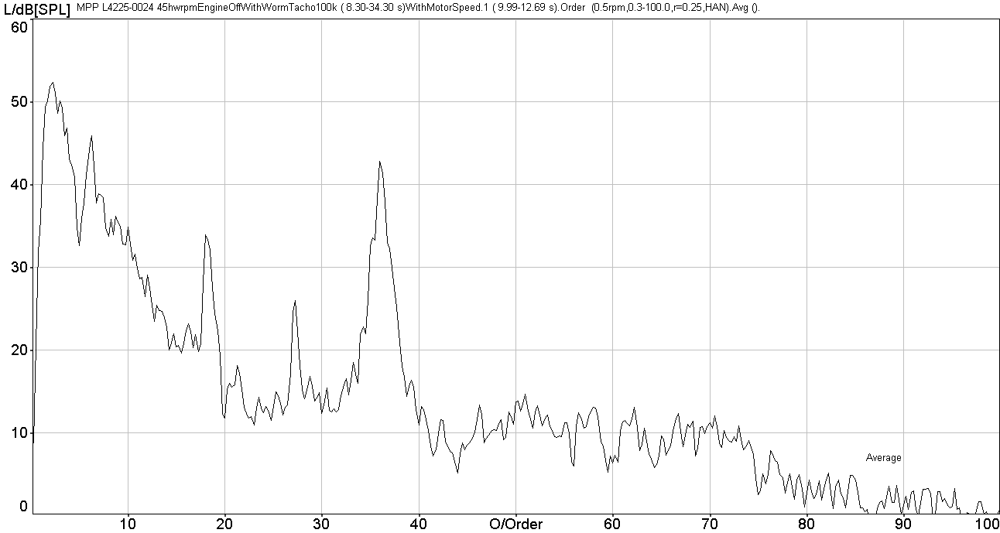 L/dB[SPL] MPP L4225-0024 45hwrpmEngineOffWithWormTacho100k ( 8.30-34.30 s)WithMotorSpeed.1 ( 9.99-12.69 s).Order (0.5rpm,0.3-100.0,r=0.25,HAN).Avg ().
60
50
40
30
20
10
Average
0
10 20 30 40 O/Order 60 70 80 90 100